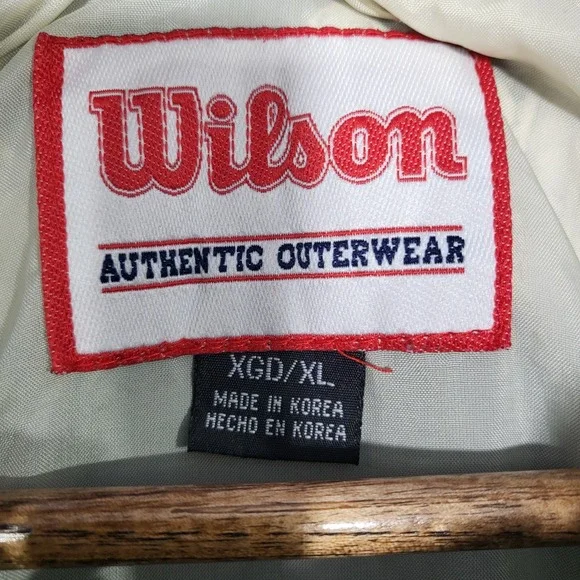 Wilson
AUTHENTIC OUTERWEAR
XGD/XL
MADE IN KOREA
HECHO EN KOREA